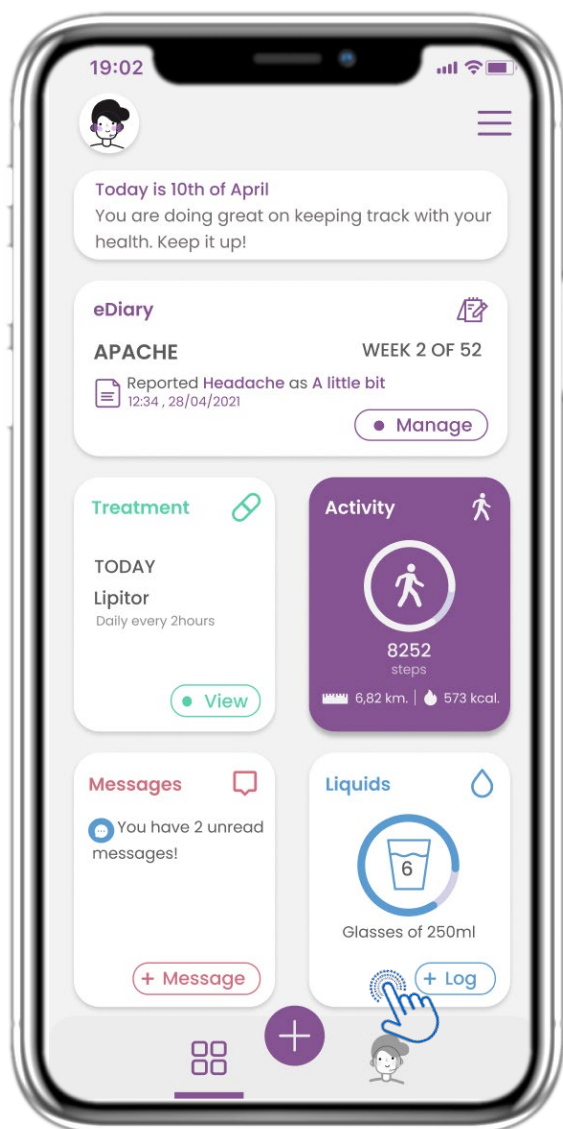 19:02
Today is 10th of April
You are doing great on keeping track with your
health. Keep it up!
eDiary
APACHE
WEEK 2 OF 52
Reported Headache as A little bit
12:34 , 28/04/2021
Manage
Treatment
TODAY
Lipitor
Daily every 2hours
View
Activity
8252
steps
6,82 km. | 573 kcal.
Messages
You have 2 unread
messages!
+ Message
Liquids
6
Glasses of 250ml
+ Log